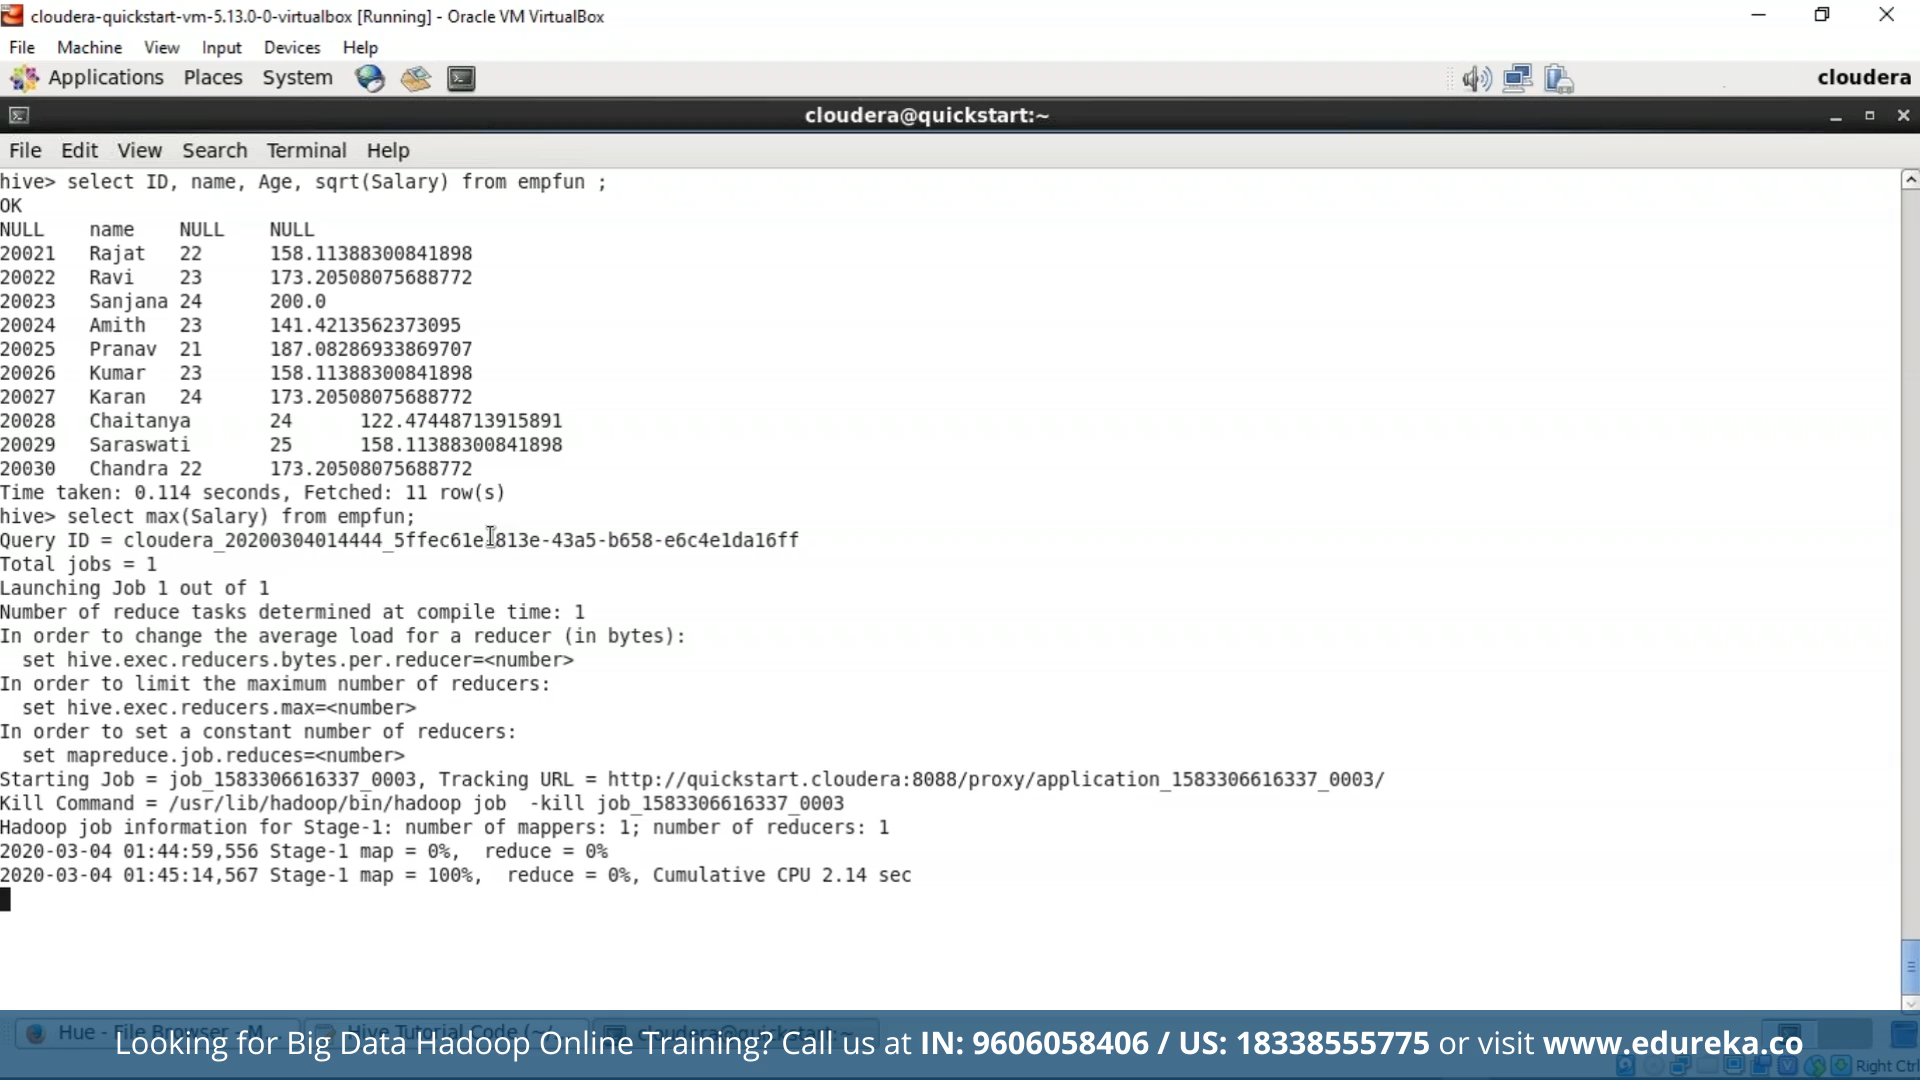 cloudera-quickstart-vm-5.13.0-0-virtualbox [Running] - Oracle VM VirtualBox
File Machine View Input Devices Help
Applications Places System cloudera
cloudera@quickstart:~
File Edit View Search Terminal Help
hive> select ID, name, Age, sqrt(Salary) from empfun ;
OK
NULL name NULL NULL
20021 Rajat 22 158.11388300841898
20022 Ravi 23 173.20508075688772
20023 Sanjana 24 200.0
20024 Amith 23 141.4213562373095
20025 Pranav 21 187.08286933869707
20026 Kumar 23 158.11388300841898
20027 Karan 24 173.20508075688772
20028 Chaitanya 24 122.47448713915891
20029 Saraswati 25 158.11388300841898
20030 Chandra 22 173.20508075688772
Time taken: 0.114 seconds, Fetched: 11 row(s)
hive> select max(Salary) from empfun;
Query ID = cloudera_20200304014444_5ffec61e-813e-43a5-b658-e6c4e1da16ff
Total jobs = 1
Launching Job 1 out of 1
Number of reduce tasks determined at compile time: 1
In order to change the average load for a reducer (in bytes):
set hive.exec.reducers.bytes.per.reducer=<number>
In order to limit the maximum number of reducers:
set hive.exec.reducers.max=<number>
In order to set a constant number of reducers:
set mapreduce.job.reduces=<number>
Starting Job = job_1583306616337_0003, Tracking URL = http://quickstart.cloudera:8088/proxy/application_1583306616337_0003/
Kill Command = /usr/lib/hadoop/bin/hadoop job -kill job_1583306616337_0003
Hadoop job information for Stage-1: number of mappers: 1; number of reducers: 1
2020-03-04 01:44:59,556 Stage-1 map = 0%, reduce = 0%
2020-03-04 01:45:14,567 Stage-1 map = 100%, reduce = 0%, Cumulative CPU 2.14 sec
Hue - File Browser - M Hive Tutorial Code (~/ cloudera@quickstart:~
Looking for Big Data Hadoop Online Training? Call us at IN: 9606058406 / US: 18338555775 or visit www.edureka.co
Right Ctrl